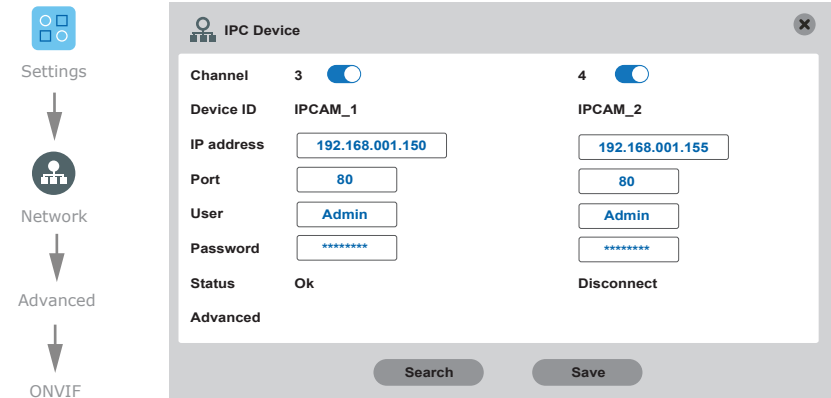 Settings
Network
Advanced
ONVIF
IPC Device
Channel 3 4
Device ID IPCAM_1 IPCAM_2
IP address 192.168.001.150 192.168.001.155
Port 80 80
User Admin Admin
Password ******** ********
Status Ok Disconnect
Advanced
Search Save